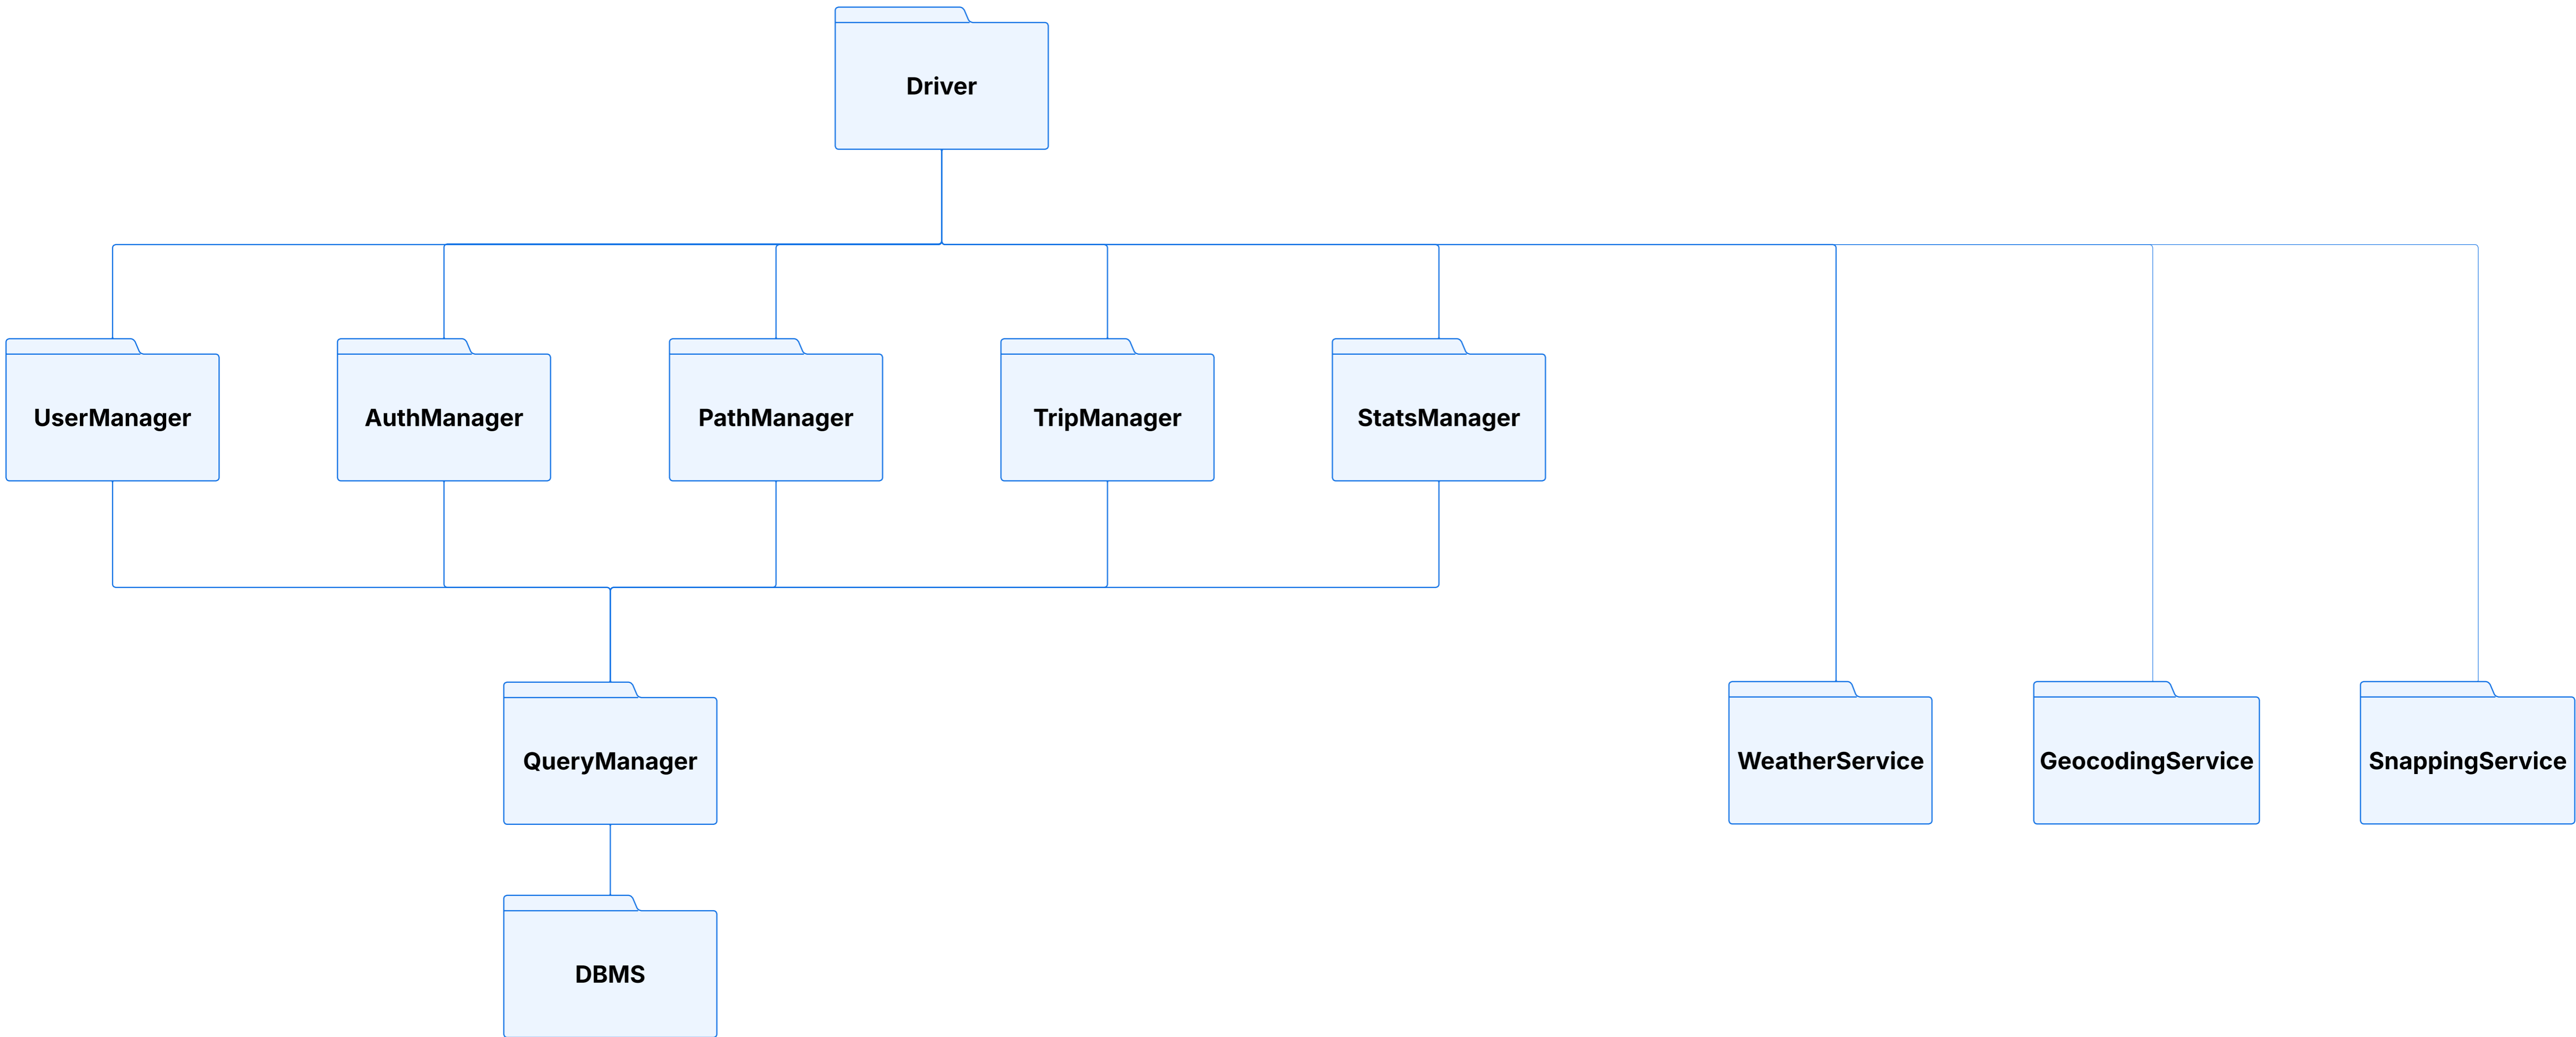 Driver
UserManager
AuthManager
PathManager
TripManager
StatsManager
QueryManager
WeatherService
GeocodingService
SnappingService
DBMS